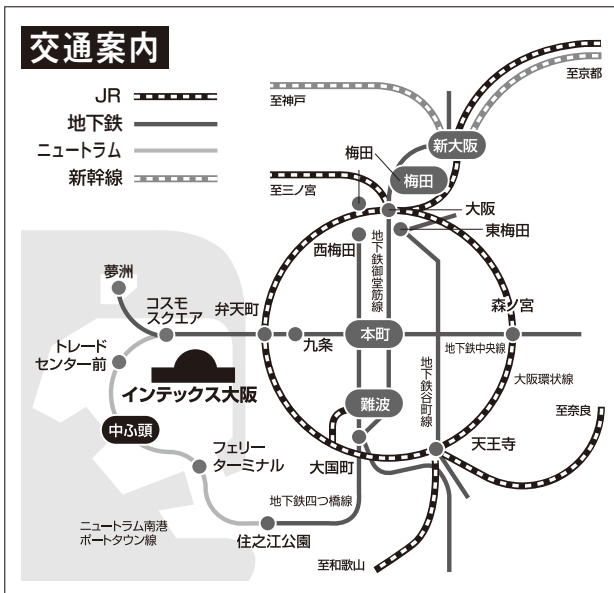 交通案内
JR
地下鉄
ニュートラム
新幹線
至神戸
至京都
新大阪
梅田
梅田
至三ノ宮
大阪
東梅田
西梅田
地下鉄御堂筋線
夢洲
コスモ
スクエア
弁天町
森ノ宮
九条
本町
地下鉄中央線
トレード
センター前
インテックス大阪
地下鉄谷町線
大阪環状線
難波
至奈良
中ふ頭
天王寺
フェリー
ターミナル
大国町
地下鉄四つ橋線
ニュートラム南港
ポートタウン線
住之江公園
至和歌山